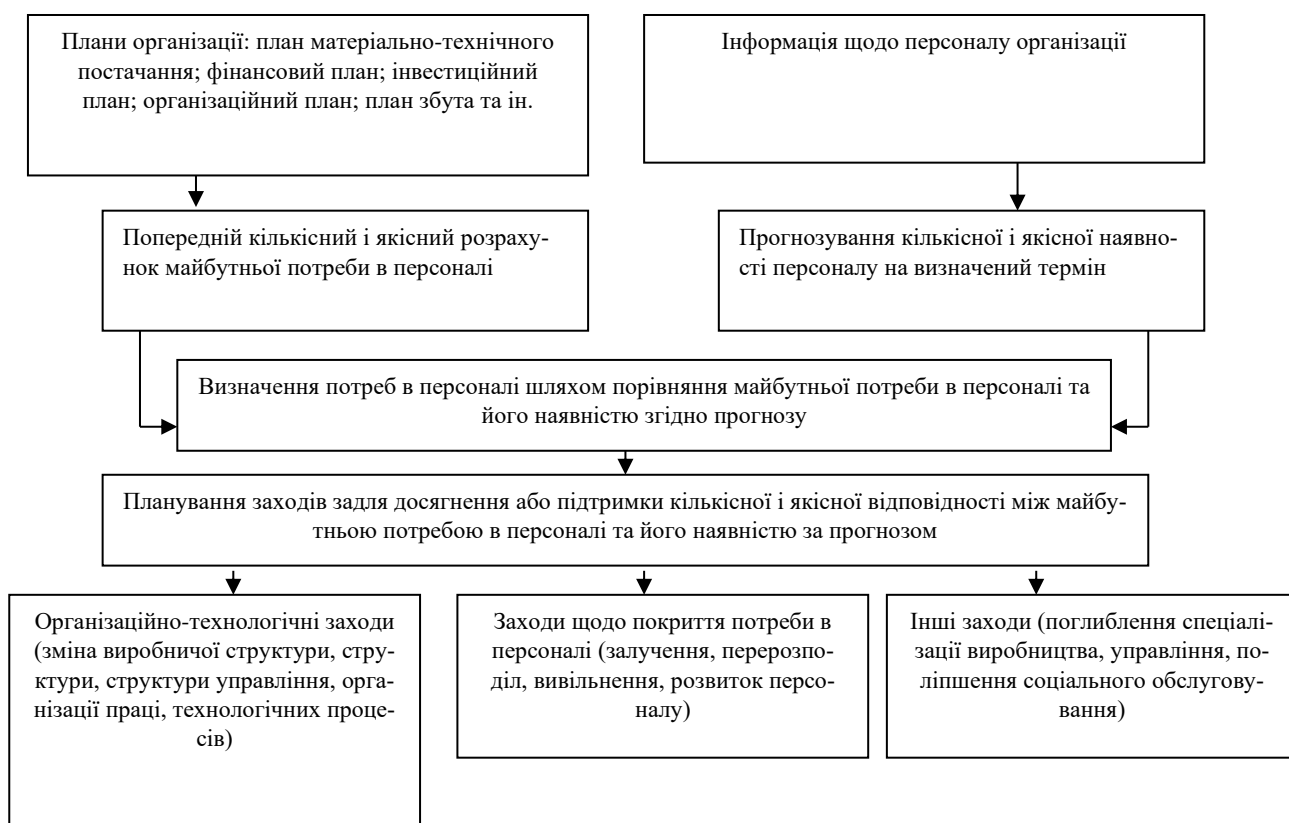 Плани організації: план матеріально-технічного
постачання; фінансовий план; інвестиційний
план; організаційний план; план збута та ін.
Інформація щодо персоналу організації
Попередній кількісний і якісний розраху-
нок майбутньої потреби в персоналі
Прогнозування кількісної і якісної наявно-
сті персоналу на визначений термін
Визначення потреб в персоналі шляхом порівняння майбутньої потреби в персоналі та
його наявністю згідно прогнозу
Планування заходів задля досягнення або підтримки кількісної і якісної відповідності між майбу-
тньою потребою в персоналі та його наявністю за прогнозом
Організаційно-технологічні заходи
(зміна виробничої структури, стру-
ктури, структури управління, орга-
нізації праці, технологічних проце-
сів)
Заходи щодо покриття потреби в
персоналі (залучення, перерозпо-
діл, вивільнення, розвиток персо-
налу)
Інші заходи (поглиблення спеціалі-
зації виробництва, управління, по-
ліпшення соціального обслугову-
вання)